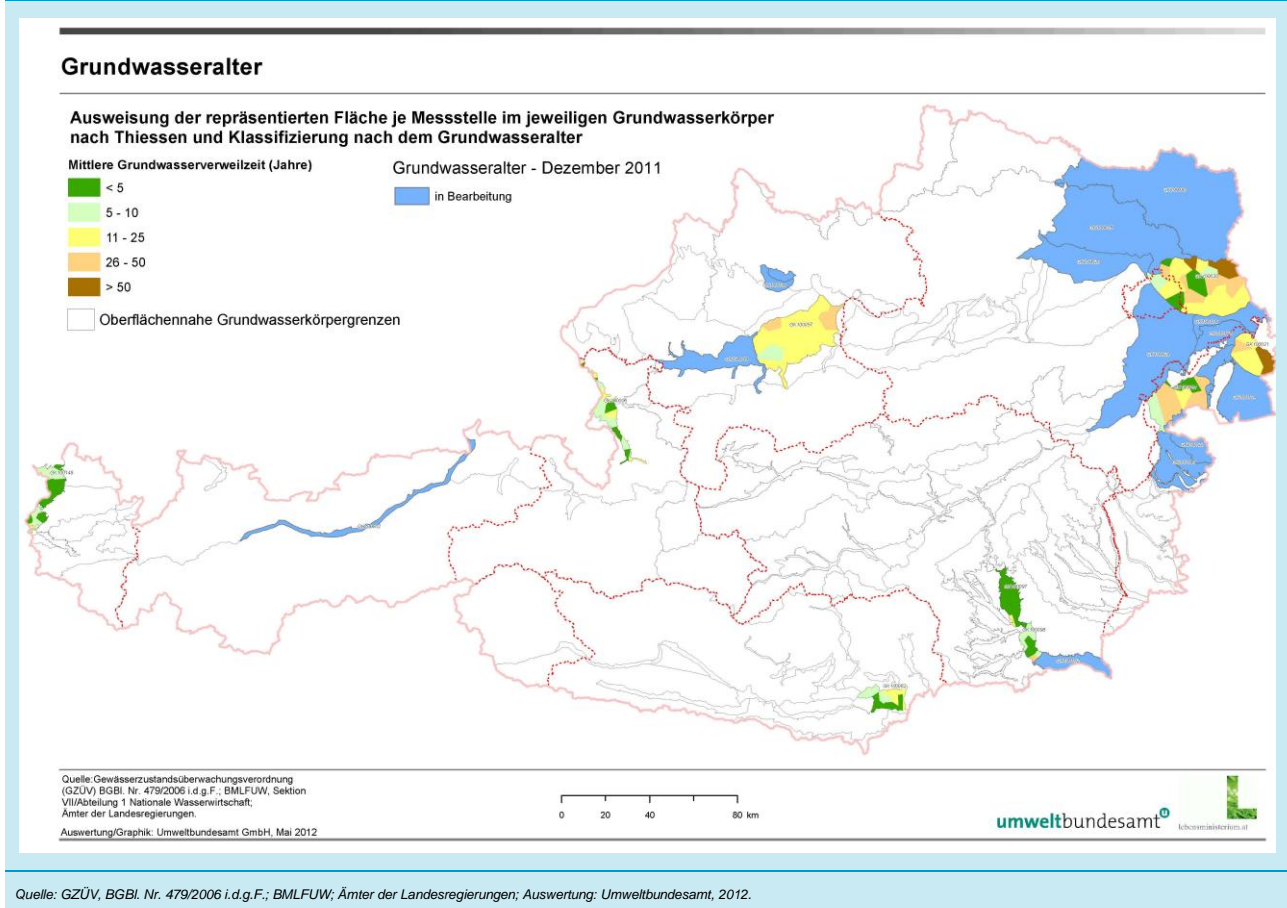 Grundwasseralter
Ausweisung der repräsentierten Fläche je Messstelle im jeweiligen Grundwasserkörper
nach Thiessen und Klassifizierung nach dem Grundwasseralter
Mittlere Grundwasserverweilzeit (Jahre)
< 5
5 - 10
11 - 25
26 - 50
> 50
Oberflächennahe Grundwasserkörpergrenzen
Grundwasseralter - Dezember 2011
in Bearbeitung
Quelle:Gewässerzustandsüberwachungsverordnung
(GZÜV) BGBl. Nr. 479/2006 i.d.g.F.; BMLFUW, Sektion
VII/Abteilung 1 Nationale Wasserwirtschaft;
Ämter der Landesregierungen.
Auswertung/Graphik: Umweltbundesamt GmbH, Mai 2012
0 20 40 80 km
umweltbundesamt
lebensministerium.at
Quelle: GZÜV, BGBl. Nr. 479/2006 i.d.g.F.; BMLFUW; Ämter der Landesregierungen; Auswertung: Umweltbundesamt, 2012.